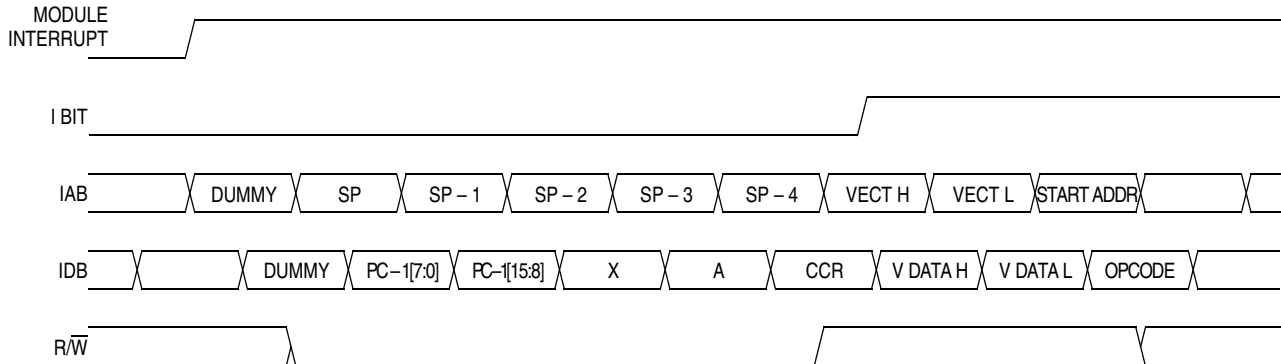 MODULE
INTERRUPT
I BIT
IAB DUMMY SP SP – 1 SP – 2 SP – 3 SP – 4 VECT H VECT L START ADDR
IDB DUMMY PC – 1[7:0] PC–1[15:8] X A CCR V DATA H V DATA L OPCODE
R/W̅